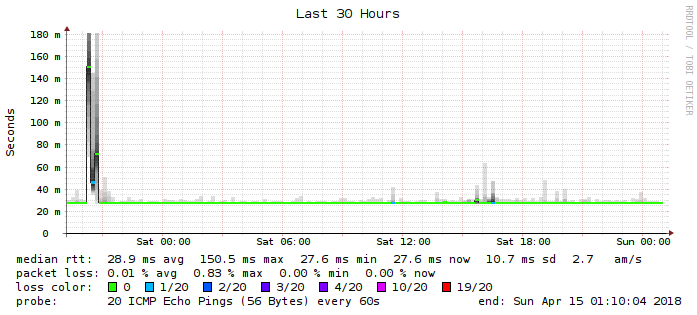 Last 30 Hours
RRDTOOL / TOBI OETIKER
Seconds
180 m
160 m
140 m
120 m
100 m
80 m
60 m
40 m
20 m
0
Sat 00:00 Sat 06:00 Sat 12:00 Sat 18:00 Sun 00:00
median rtt: 28.9 ms avg 150.5 ms max 27.6 ms min 27.6 ms now 10.7 ms sd 2.7 am/s
packet loss: 0.01 % avg 0.83 % max 0.00 % min 0.00 % now
loss color: 0 1/20 2/20 3/20 4/20 10/20 19/20
probe: 20 ICMP Echo Pings (56 Bytes) every 60s end: Sun Apr 15 01:10:04 2018